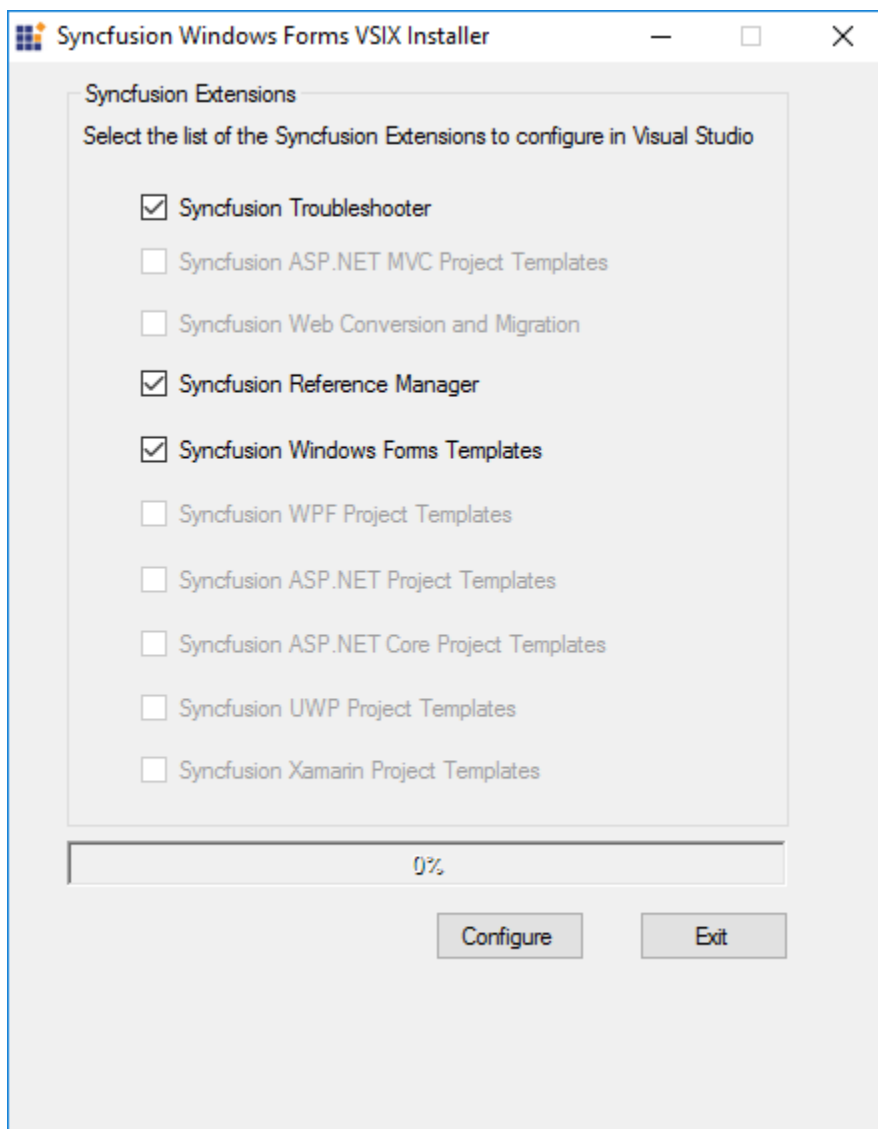 Syncfusion Windows Forms VSIX Installer
Syncfusion Extensions
Select the list of the Syncfusion Extensions to configure in Visual Studio
Syncfusion Troubleshooter
Syncfusion ASP.NET MVC Project Templates
Syncfusion Web Conversion and Migration
Syncfusion Reference Manager
Syncfusion Windows Forms Templates
Syncfusion WPF Project Templates
Syncfusion ASP.NET Project Templates
Syncfusion ASP.NET Core Project Templates
Syncfusion UWP Project Templates
Syncfusion Xamarin Project Templates
0%
Configure Exit